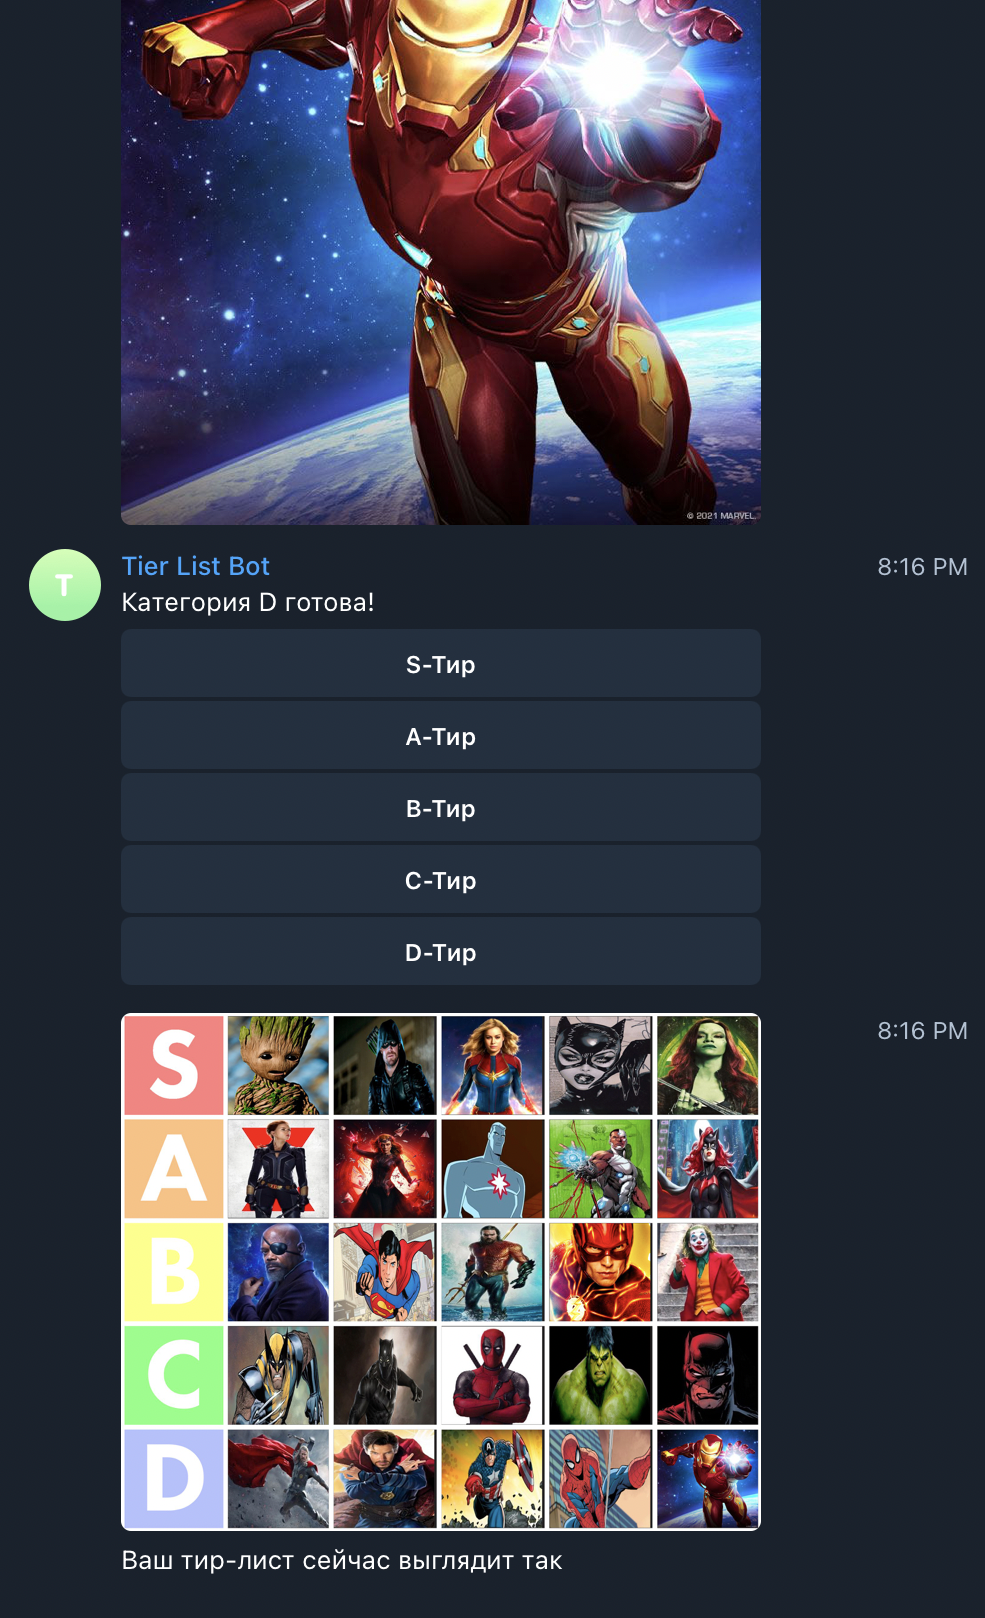 © 2021 MARVEL.
T
Tier List Bot
8:16 PM
Категория D готова!
S-Тир
A-Тир
B-Тир
C-Тир
D-Тир
8:16 PM
S
A
B
C
D
Ваш тир-лист сейчас выглядит так